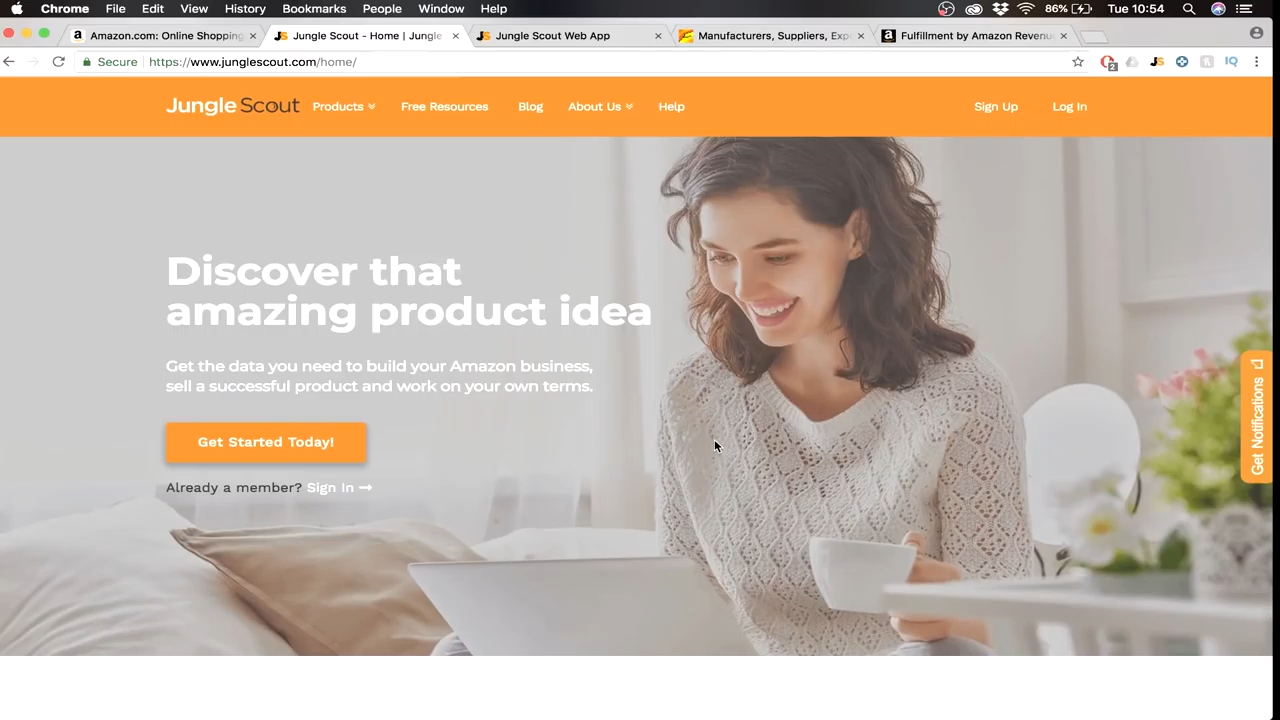 Chrome File Edit View History Bookmarks People Window Help 86% Tue 10:54
Amazon.com: Online Shopping Jungle Scout - Home | Jungle Jungle Scout Web App Manufacturers, Suppliers, Exp Fulfillment by Amazon Revenu
Secure https://www.junglescout.com/home/ 2 JS IQ
Jungle Scout Products Free Resources Blog About Us Help Sign Up Log In
Discover that
amazing product idea
Get the data you need to build your Amazon business,
sell a successful product and work on your own terms.
Get Started Today!
Already a member? Sign In →
Get Notifications